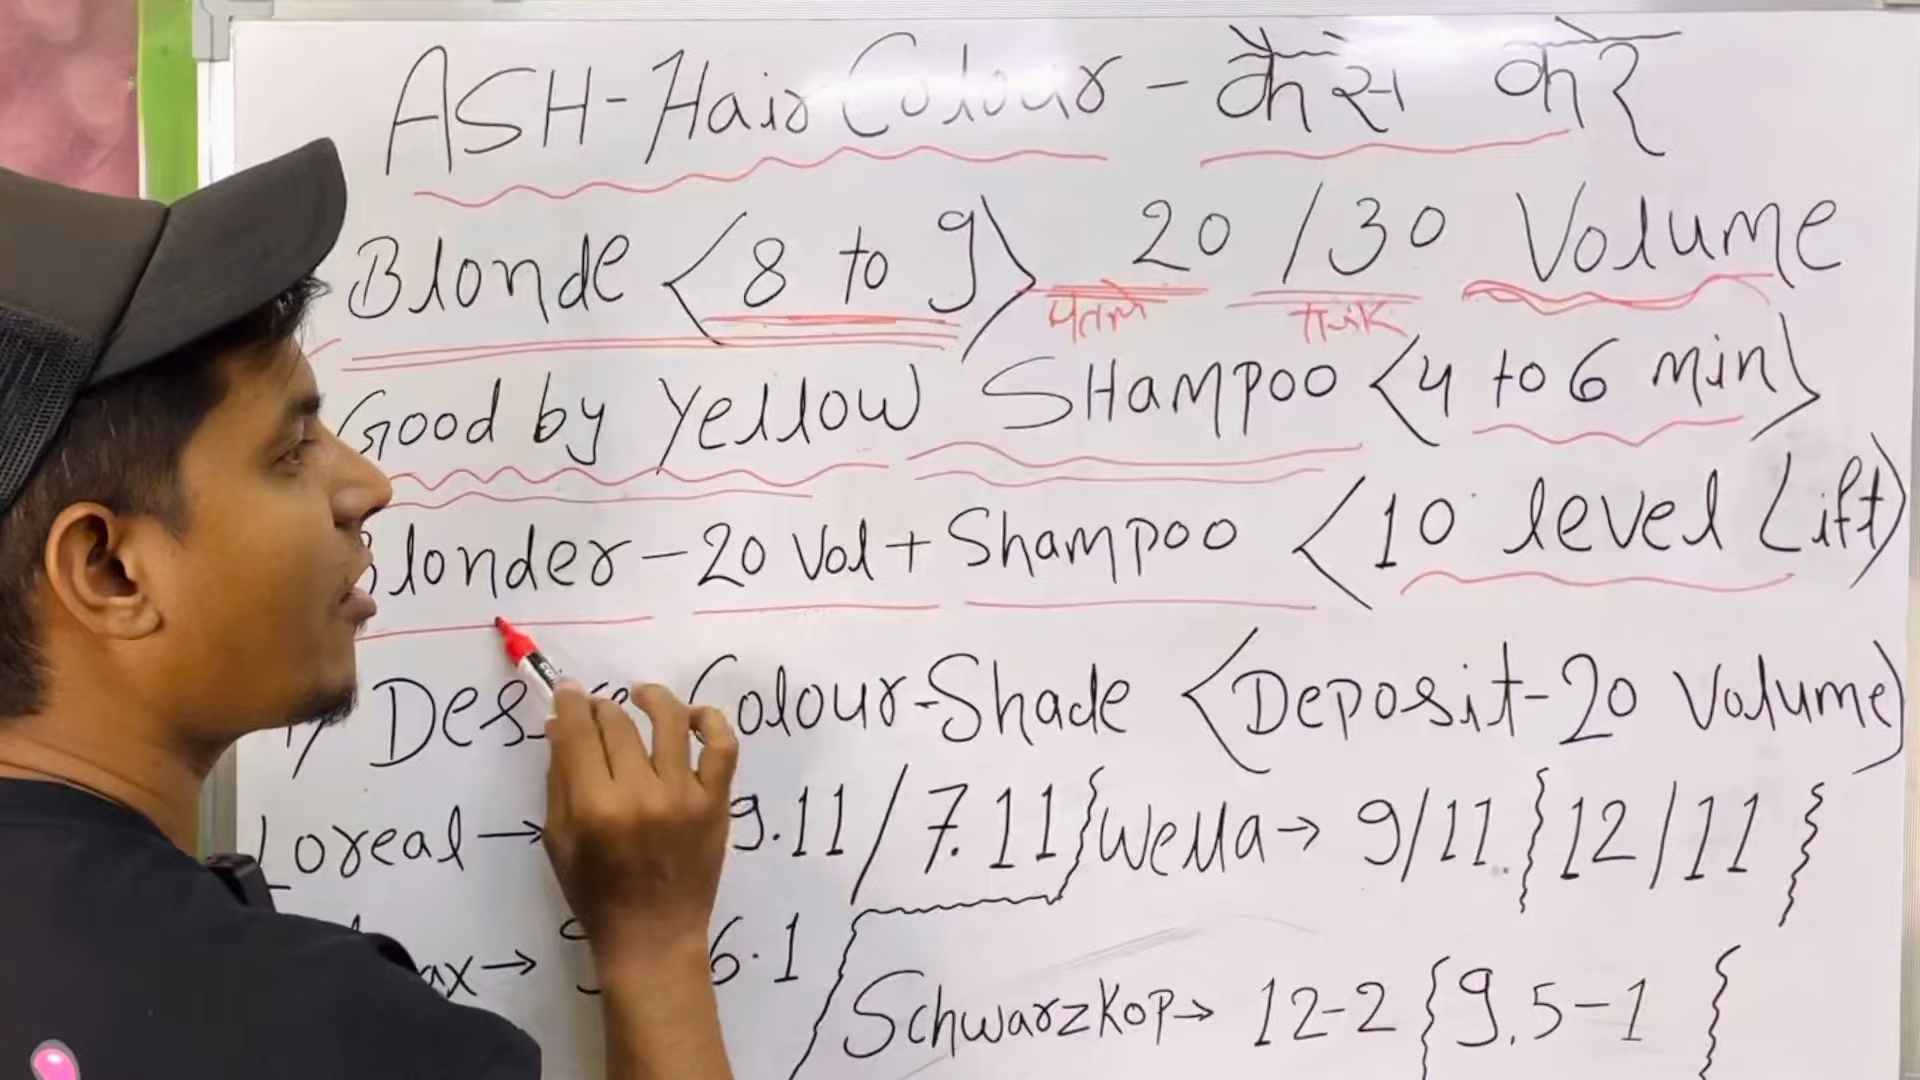 ASH-Hair Colour - कैसे करे
Blonde <8 to 9> 20 / 30 Volume
पतले
Good by Yellow SHampoo <4 to 6 min>
Blonder - 20 Vol + Shampoo <10 level Lift>
Colour-Shade <Deposit-20 Volume>
Loreal → 9.11 / 7.11} Wella → 9/11 } 12/11 }
6.1
Schwarzkop → 12-2 { 9.5-1 }